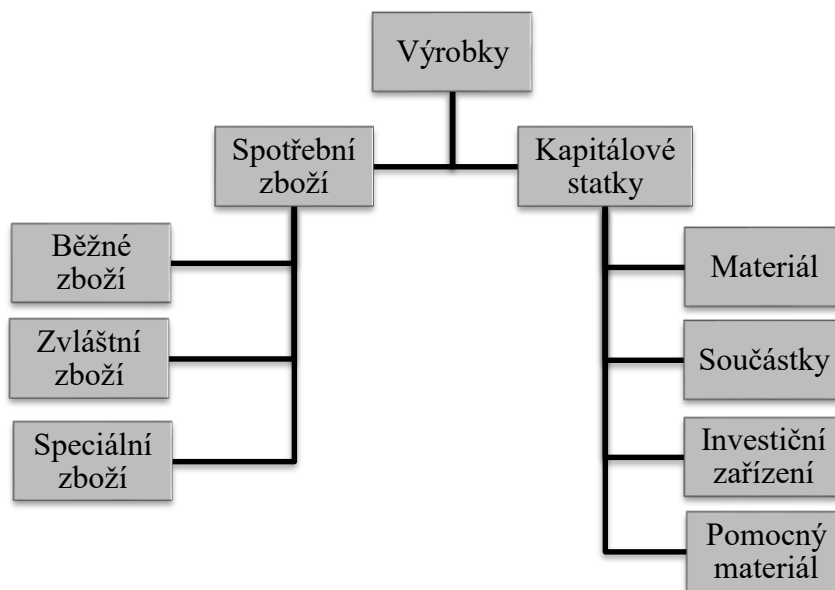 Výrobky
Spotřební
zboží
Kapitálové
statky
Běžné
zboží
Zvláštní
zboží
Speciální
zboží
Materiál
Součástky
Investiční
zařízení
Pomocný
materiál